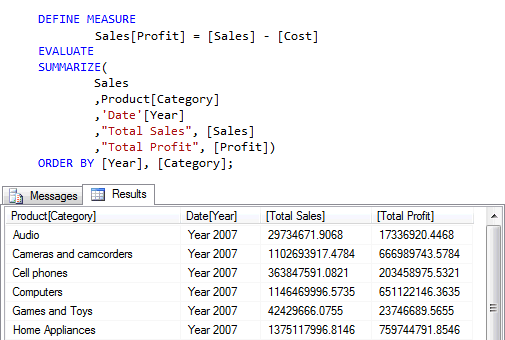 DEFINE MEASURE
Sales[Profit] = [Sales] - [Cost]
EVALUATE
SUMMARIZE(
Sales
,Product[Category]
,'Date'[Year]
,"Total Sales", [Sales]
,"Total Profit", [Profit])
ORDER BY [Year], [Category];
Messages Results
Product[Category] Date[Year] [Total Sales] [Total Profit]
Audio Year 2007 29734671.9068 17336920.4468
Cameras and camcorders Year 2007 1102693917.4784 666989743.5784
Cell phones Year 2007 363847591.0821 203458975.5321
Computers Year 2007 1146469996.5735 651122146.3635
Games and Toys Year 2007 42429666.0755 23746689.5655
Home Appliances Year 2007 1375117996.8146 759744791.8546